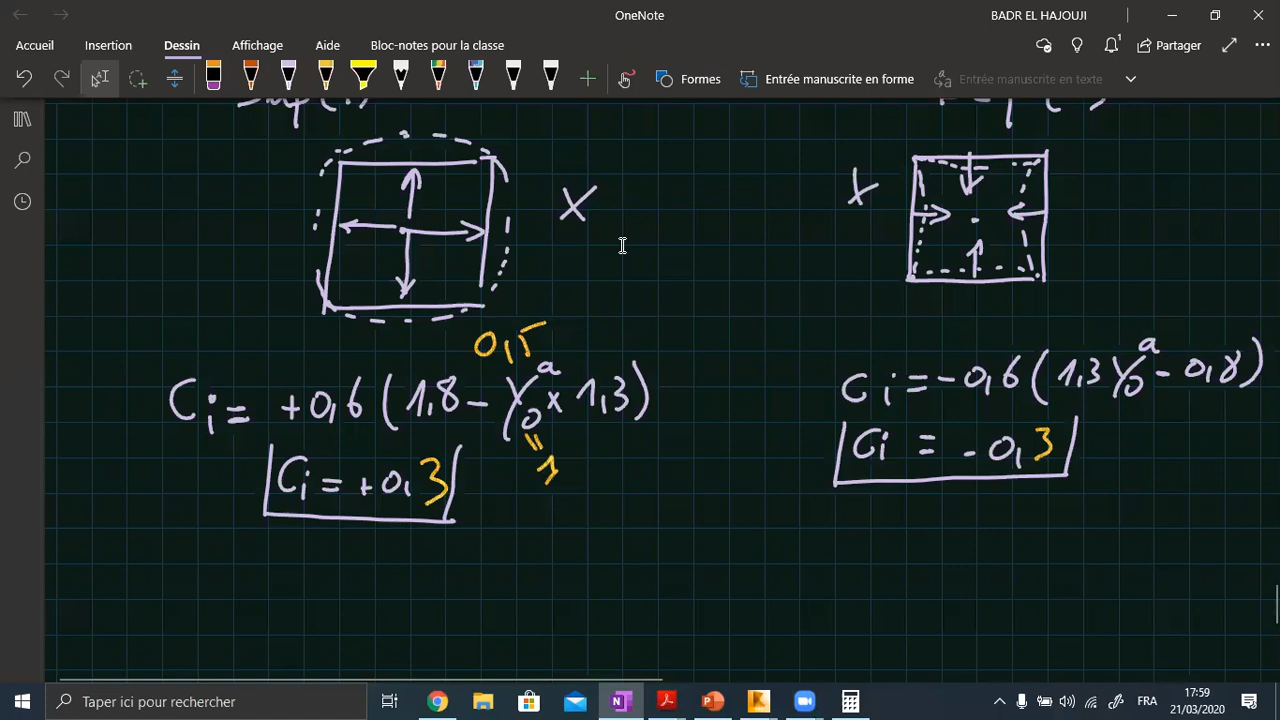 OneNote
BADR EL HAJOUJI
Accueil Insertion Dessin Affichage Aide Bloc-notes pour la classe
Partager
Formes
Entrée manuscrite en forme
Entrée manuscrite en texte
X
X
0,5
Ci = +0,6 (1,8 - γ₀ᵃ x 1,3)
" 1
Ci = -0,6 (1,3 γ₀ᵃ - 0,8)
Ci = +0,3
Ci = -0,3
Taper ici pour rechercher
FRA
17:59
21/03/2020